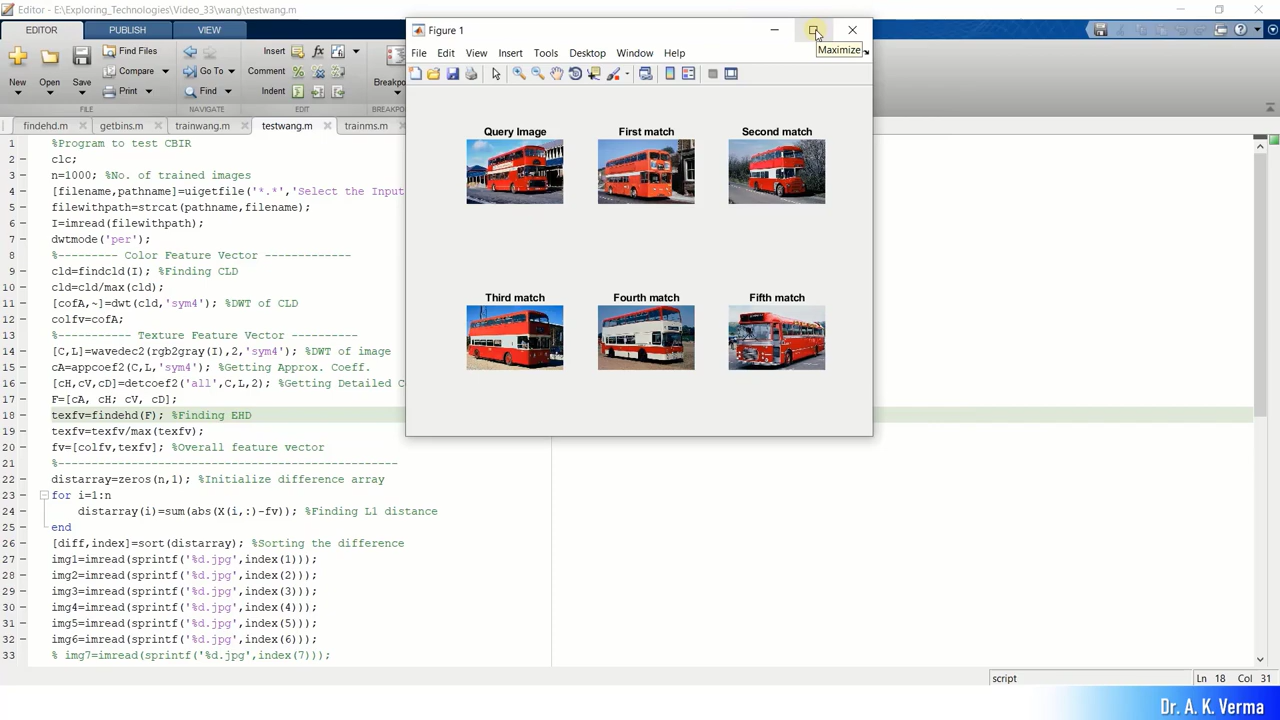 Editor - E:\Exploring_Technologies\Video_33\wang\testwang.m
EDITOR PUBLISH VIEW
New Open Save Find Files Compare Print Insert Comment Indent fx Go To Find
FILE NAVIGATE EDIT BREAKPO
findehd.m getbins.m trainwang.m testwang.m trainms.m
Figure 1
Maximize
File Edit View Insert Tools Desktop Window Help
Query Image First match Second match
Third match Fourth match Fifth match
1 %Program to test CBIR
2 clc;
3 n=1000; %No. of trained images
4 [filename,pathname]=uigetfile('*.*','Select the Input
5 filewithpath=strcat(pathname,filename);
6 I=imread(filewithpath);
7 dwtmode('per');
8 %--------- Color Feature Vector -------------
9 cld=findcld(I); %Finding CLD
10 cld=cld/max(cld);
11 [cofA,~]=dwt(cld,'sym4'); %DWT of CLD
12 colfv=cofA;
13 %----------- Texture Feature Vector ----------
14 [C,L]=wavedec2(rgb2gray(I),2,'sym4'); %DWT of image
15 cA=appcoef2(C,L,'sym4'); %Getting Approx. Coeff.
16 [cH,cV,cD]=detcoef2('all',C,L,2); %Getting Detailed C
17 F=[cA, cH; cV, cD];
18 texfv=findehd(F); %Finding EHD
19 texfv=texfv/max(texfv);
20 fv=[colfv,texfv]; %Overall feature vector
21 %---------------------------------------------------
22 distarray=zeros(n,1); %Initialize difference array
23 for i=1:n
24 distarray(i)=sum(abs(X(i,:)-fv)); %Finding L1 distance
25 end
26 [diff,index]=sort(distarray); %Sorting the difference
27 img1=imread(sprintf('%d.jpg',index(1)));
28 img2=imread(sprintf('%d.jpg',index(2)));
29 img3=imread(sprintf('%d.jpg',index(3)));
30 img4=imread(sprintf('%d.jpg',index(4)));
31 img5=imread(sprintf('%d.jpg',index(5)));
32 img6=imread(sprintf('%d.jpg',index(6)));
33 % img7=imread(sprintf('%d.jpg',index(7)));
script Ln 18 Col 31
Dr. A. K. Verma